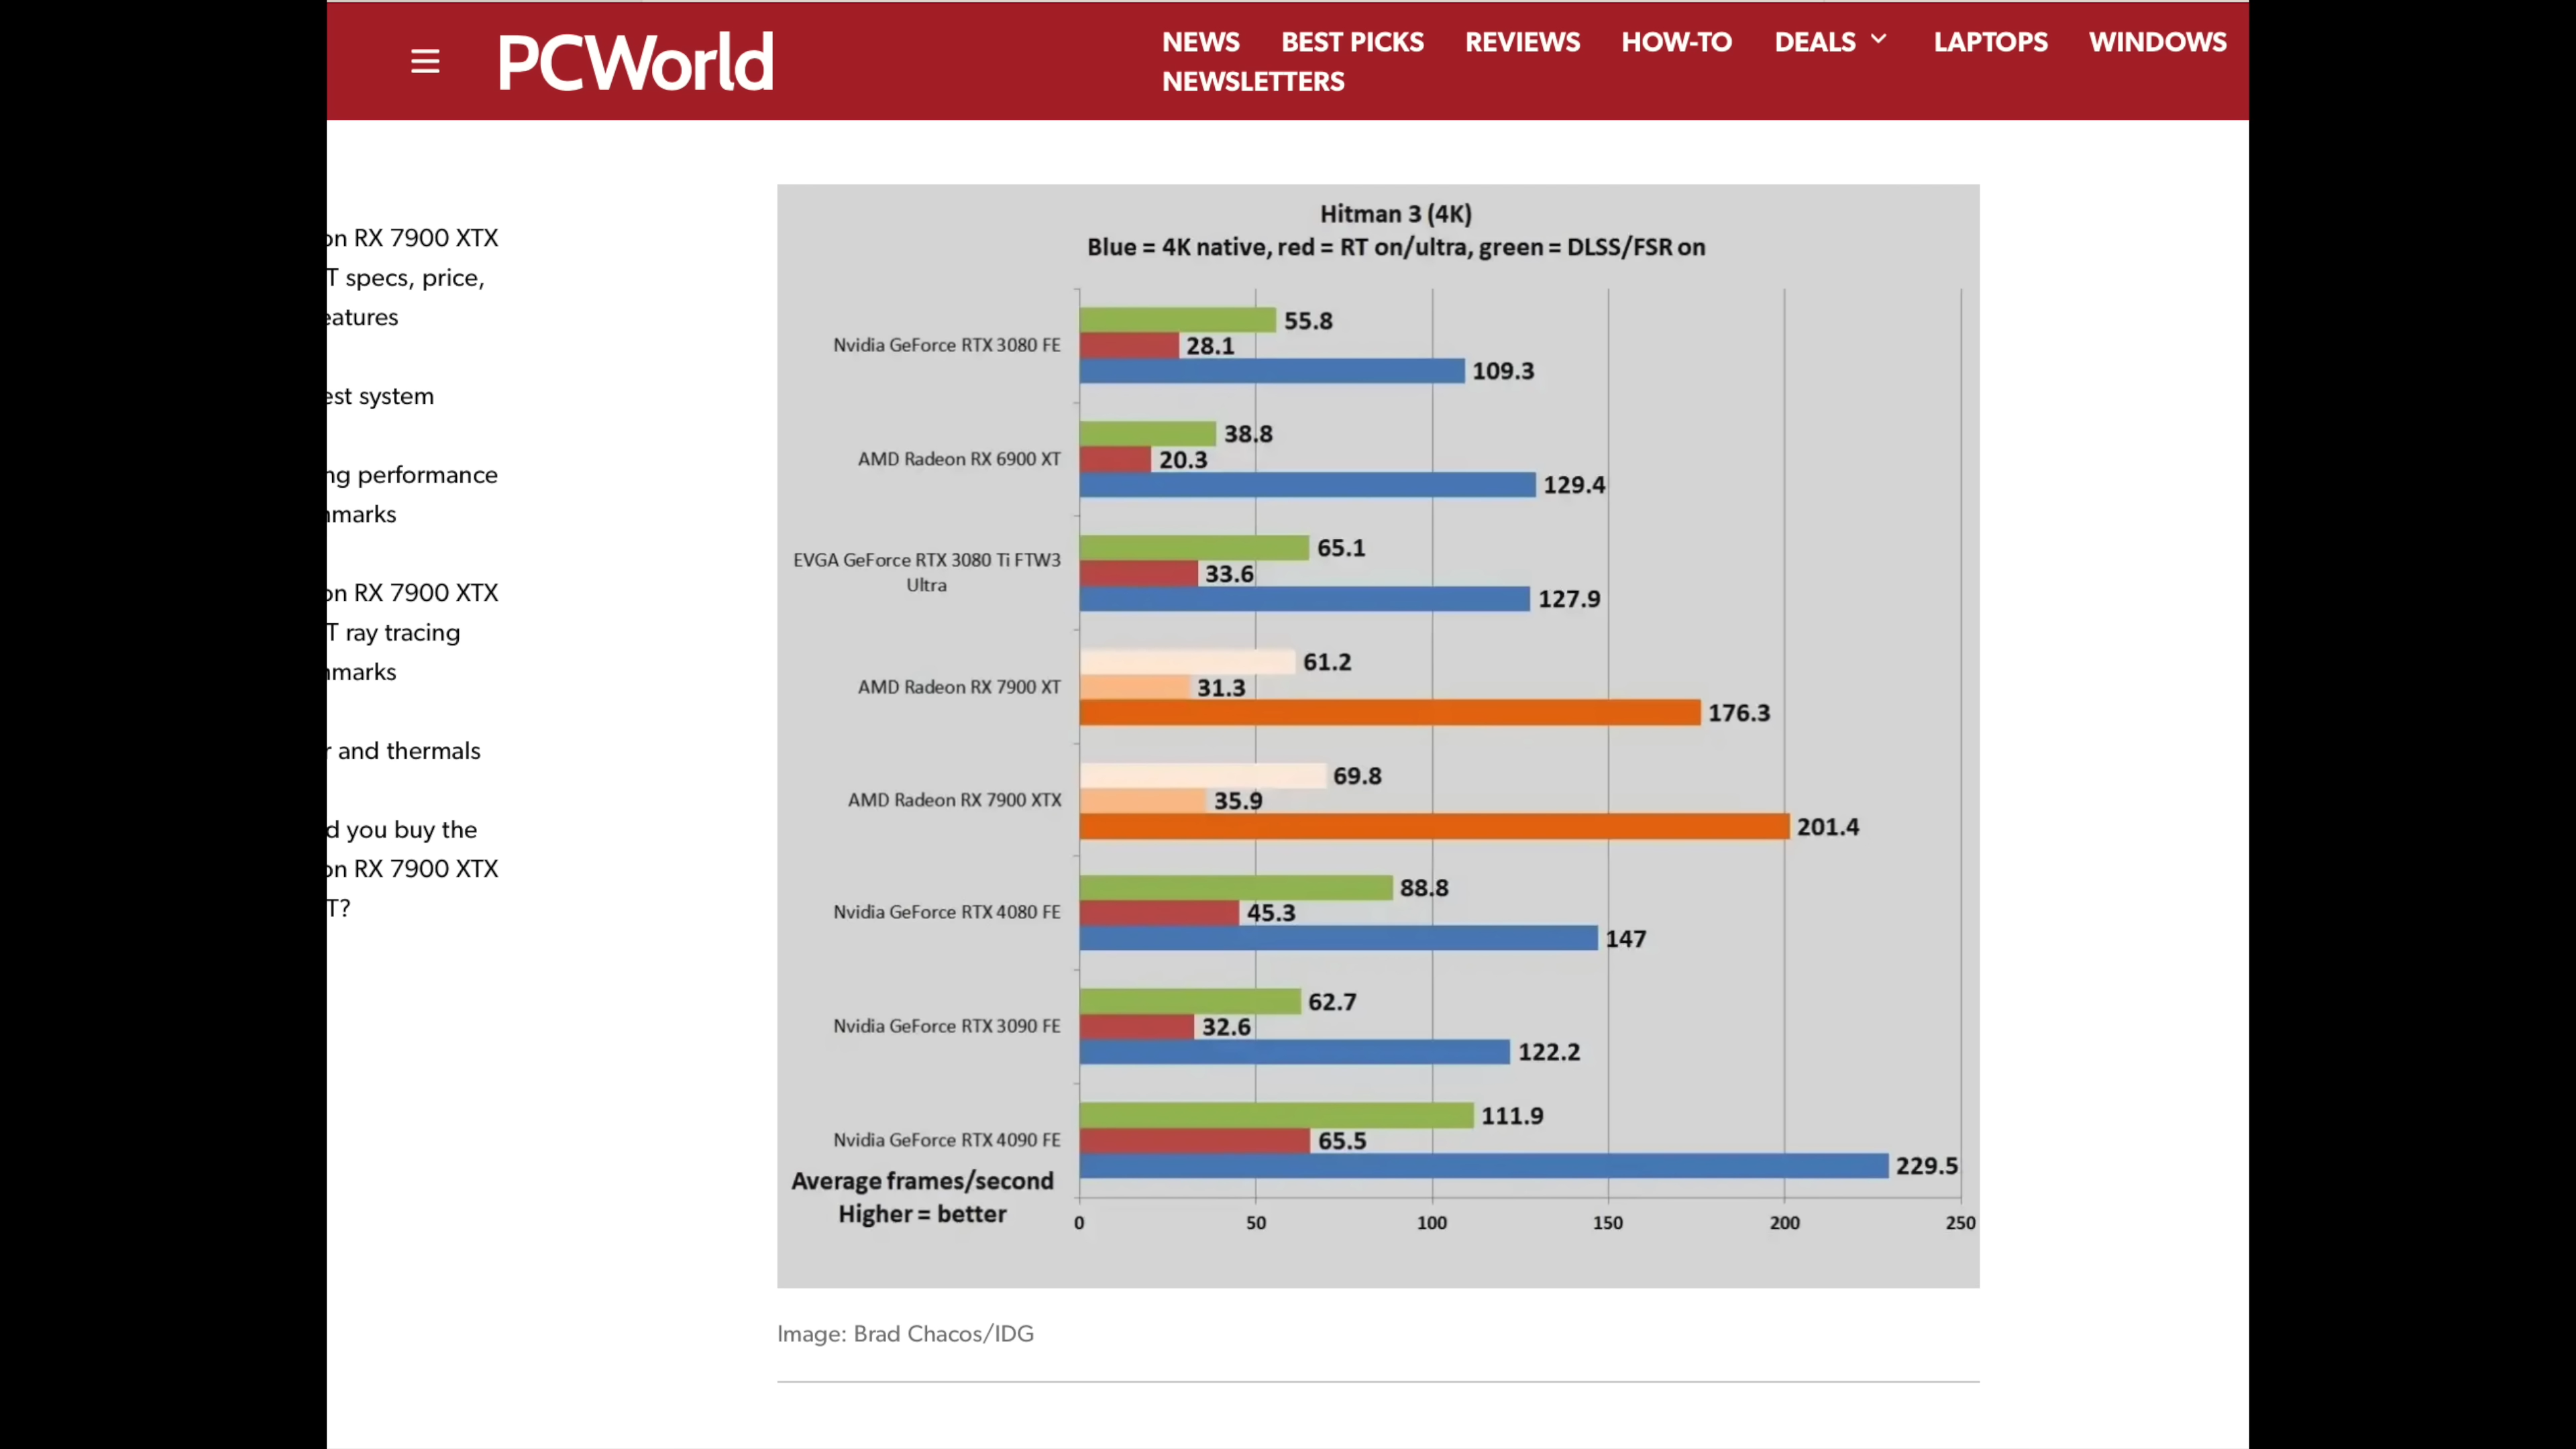 PCWorld
NEWS BEST PICKS REVIEWS HOW-TO DEALS LAPTOPS WINDOWS
NEWSLETTERS
on RX 7900 XTX
T specs, price,
eatures
est system
ng performance
nmarks
on RX 7900 XTX
T ray tracing
nmarks
r and thermals
d you buy the
on RX 7900 XTX
T?
Hitman 3 (4K)
Blue = 4K native, red = RT on/ultra, green = DLSS/FSR on
Nvidia GeForce RTX 3080 FE
55.8
28.1
109.3
AMD Radeon RX 6900 XT
38.8
20.3
129.4
EVGA GeForce RTX 3080 Ti FTW3
Ultra
65.1
33.6
127.9
AMD Radeon RX 7900 XT
61.2
31.3
176.3
AMD Radeon RX 7900 XTX
69.8
35.9
201.4
Nvidia GeForce RTX 4080 FE
88.8
45.3
147
Nvidia GeForce RTX 3090 FE
62.7
32.6
122.2
Nvidia GeForce RTX 4090 FE
111.9
65.5
229.5
Average frames/second
Higher = better
0 50 100 150 200 250
Image: Brad Chacos/IDG